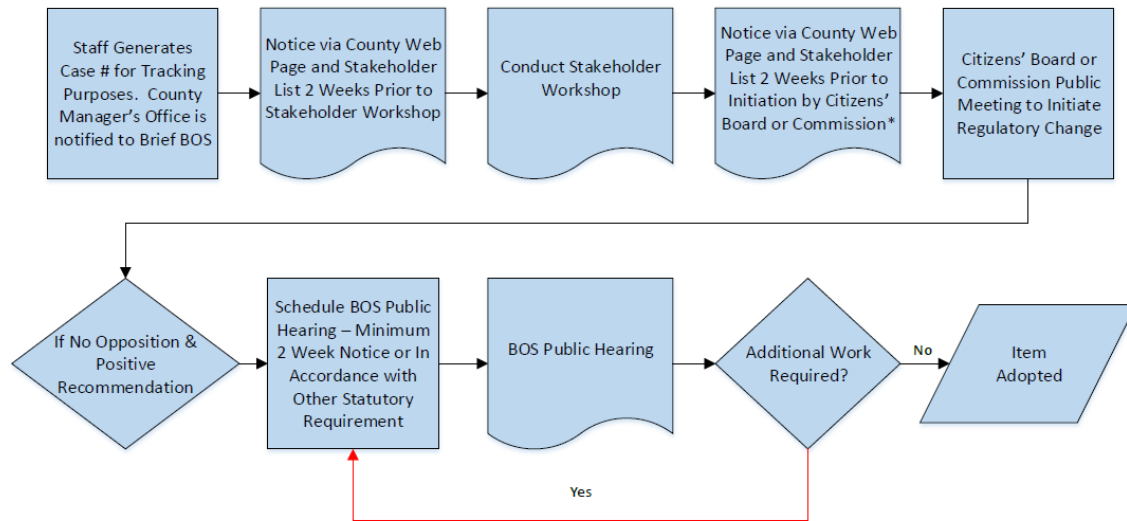 Staff Generates
Case # for Tracking
Purposes. County
Manager's Office is
notified to Brief BOS
Notice via County Web
Page and Stakeholder
List 2 Weeks Prior to
Stakeholder Workshop
Conduct Stakeholder
Workshop
Notice via County Web
Page and Stakeholder
List 2 Weeks Prior to
Initiation by Citizens'
Board or Commission*
Citizens' Board or
Commission Public
Meeting to Initiate
Regulatory Change
If No Opposition &
Positive
Recommendation
Schedule BOS Public
Hearing – Minimum
2 Week Notice or In
Accordance with
Other Statutory
Requirement
BOS Public Hearing
Additional Work
Required?
No
Item
Adopted
Yes